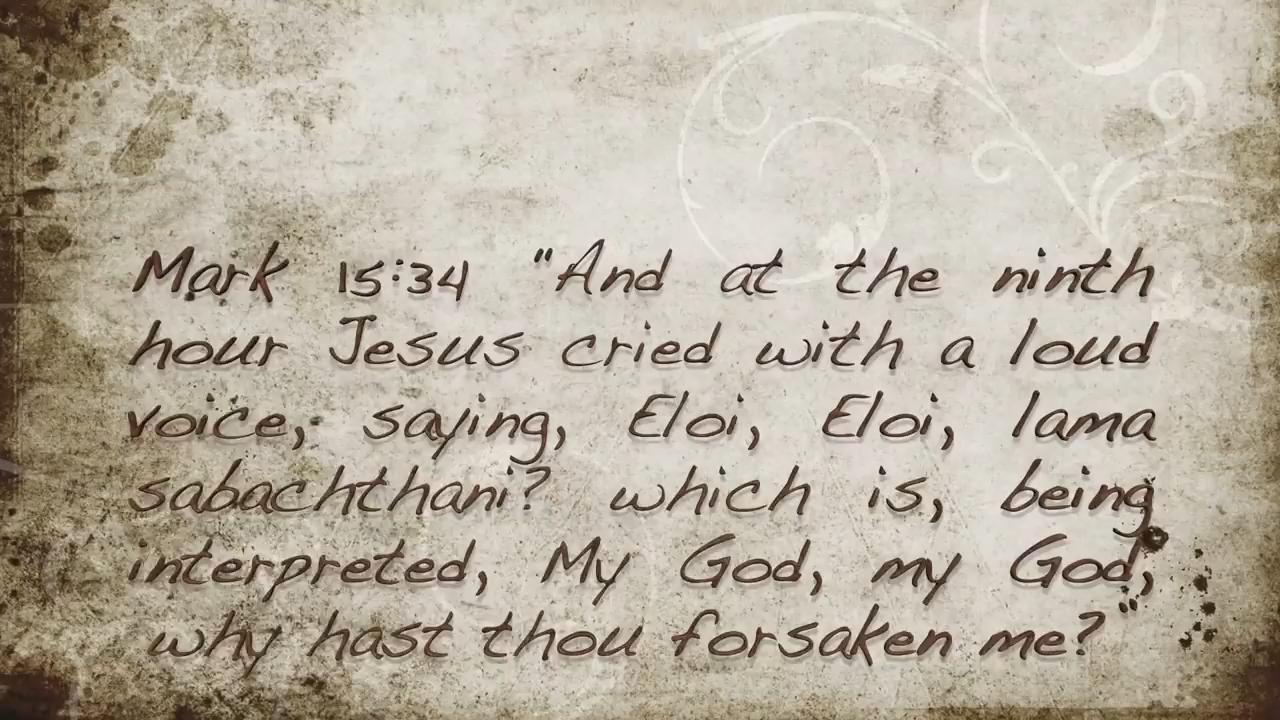 Mark 15:34 "And at the ninth
hour Jesus cried with a loud
voice, saying, Eloi, Eloi, lama
sabachthani? which is, being
interpreted, My God, my God,
why hast thou forsaken me?"